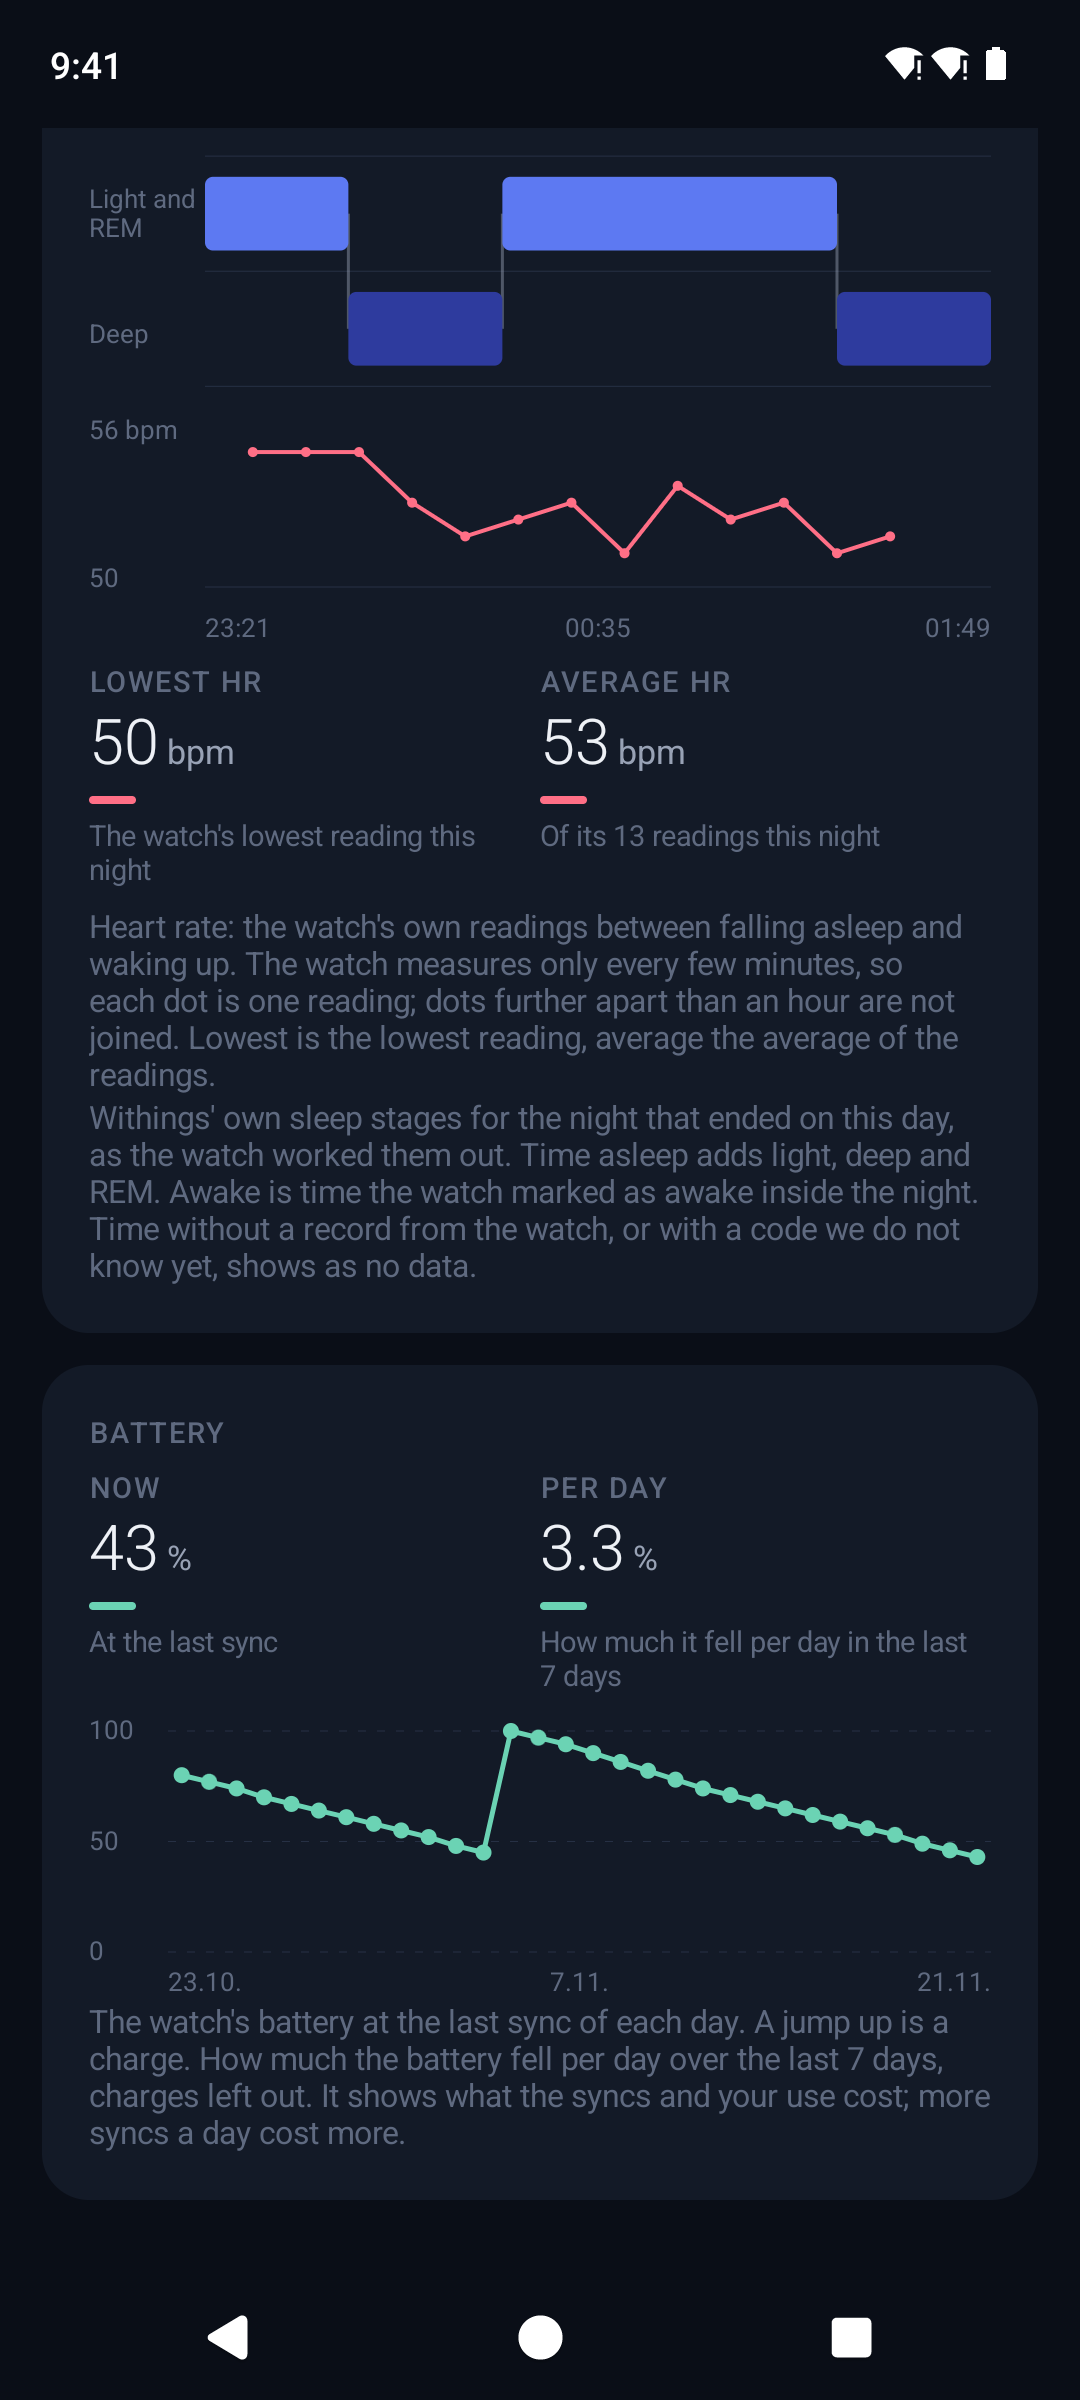 9:41
Light and
REM
Deep
56 bpm
50
23:21 00:35 01:49
LOWEST HR AVERAGE HR
50 bpm 53 bpm
The watch's lowest reading this Of its 13 readings this night
night
Heart rate: the watch's own readings between falling asleep and
waking up. The watch measures only every few minutes, so
each dot is one reading; dots further apart than an hour are not
joined. Lowest is the lowest reading, average the average of the
readings.
Withings' own sleep stages for the night that ended on this day,
as the watch worked them out. Time asleep adds light, deep and
REM. Awake is time the watch marked as awake inside the night.
Time without a record from the watch, or with a code we do not
know yet, shows as no data.
BATTERY
NOW PER DAY
43 % 3.3 %
At the last sync How much it fell per day in the last
7 days
100
50
0
23.10. 7.11. 21.11.
The watch's battery at the last sync of each day. A jump up is a
charge. How much the battery fell per day over the last 7 days,
charges left out. It shows what the syncs and your use cost; more
syncs a day cost more.